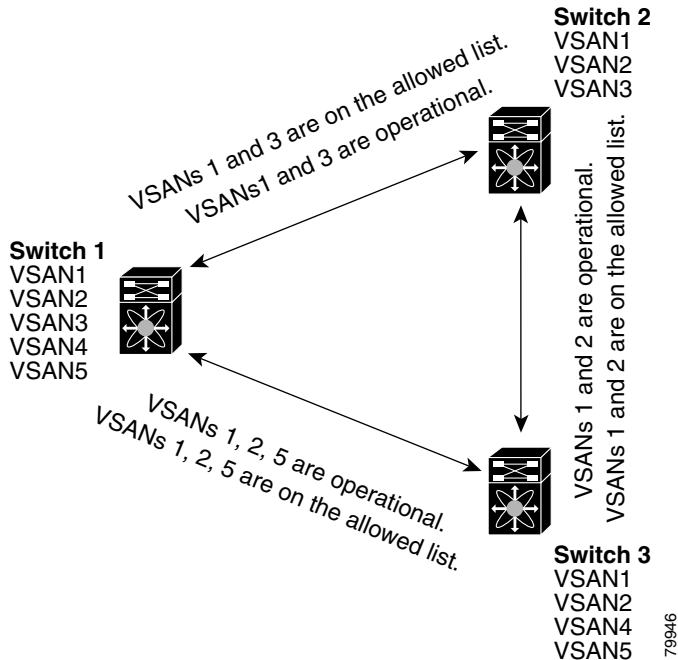 Switch 2
VSAN1
VSAN2
VSAN3
VSANs 1 and 3 are on the allowed list.
VSANs1 and 3 are operational.
Switch 1
VSAN1
VSAN2
VSAN3
VSAN4
VSAN5
VSANs 1 and 2 are operational.
VSANs 1 and 2 are on the allowed list.
VSANs 1, 2, 5 are operational.
VSANs 1, 2, 5 are on the allowed list.
Switch 3
VSAN1
VSAN2
VSAN4
VSAN5
79946